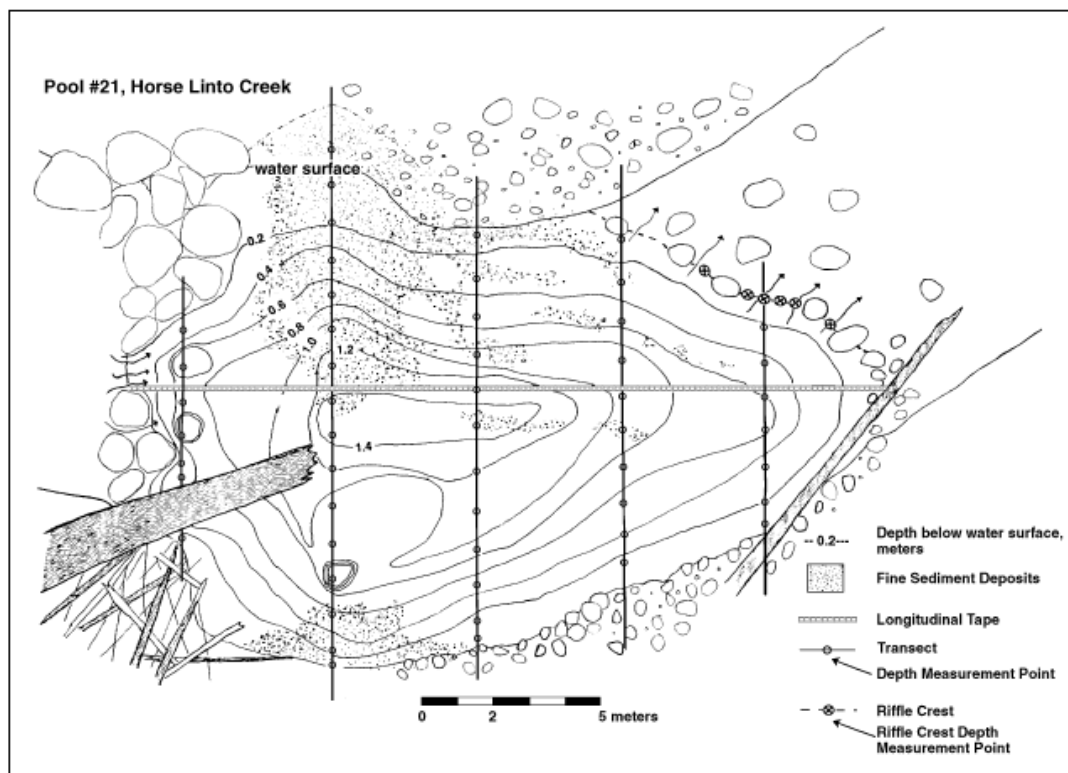 Pool #21, Horse Linto Creek
water surface
0.2
0.4
0.6
0.8
1.0
1.2
1.4
-- 0.2---
Depth below water surface,
meters
Fine Sediment Deposits
Longitudinal Tape
Transect
Depth Measurement Point
Riffle Crest
Riffle Crest Depth
Measurement Point
0 2 5 meters